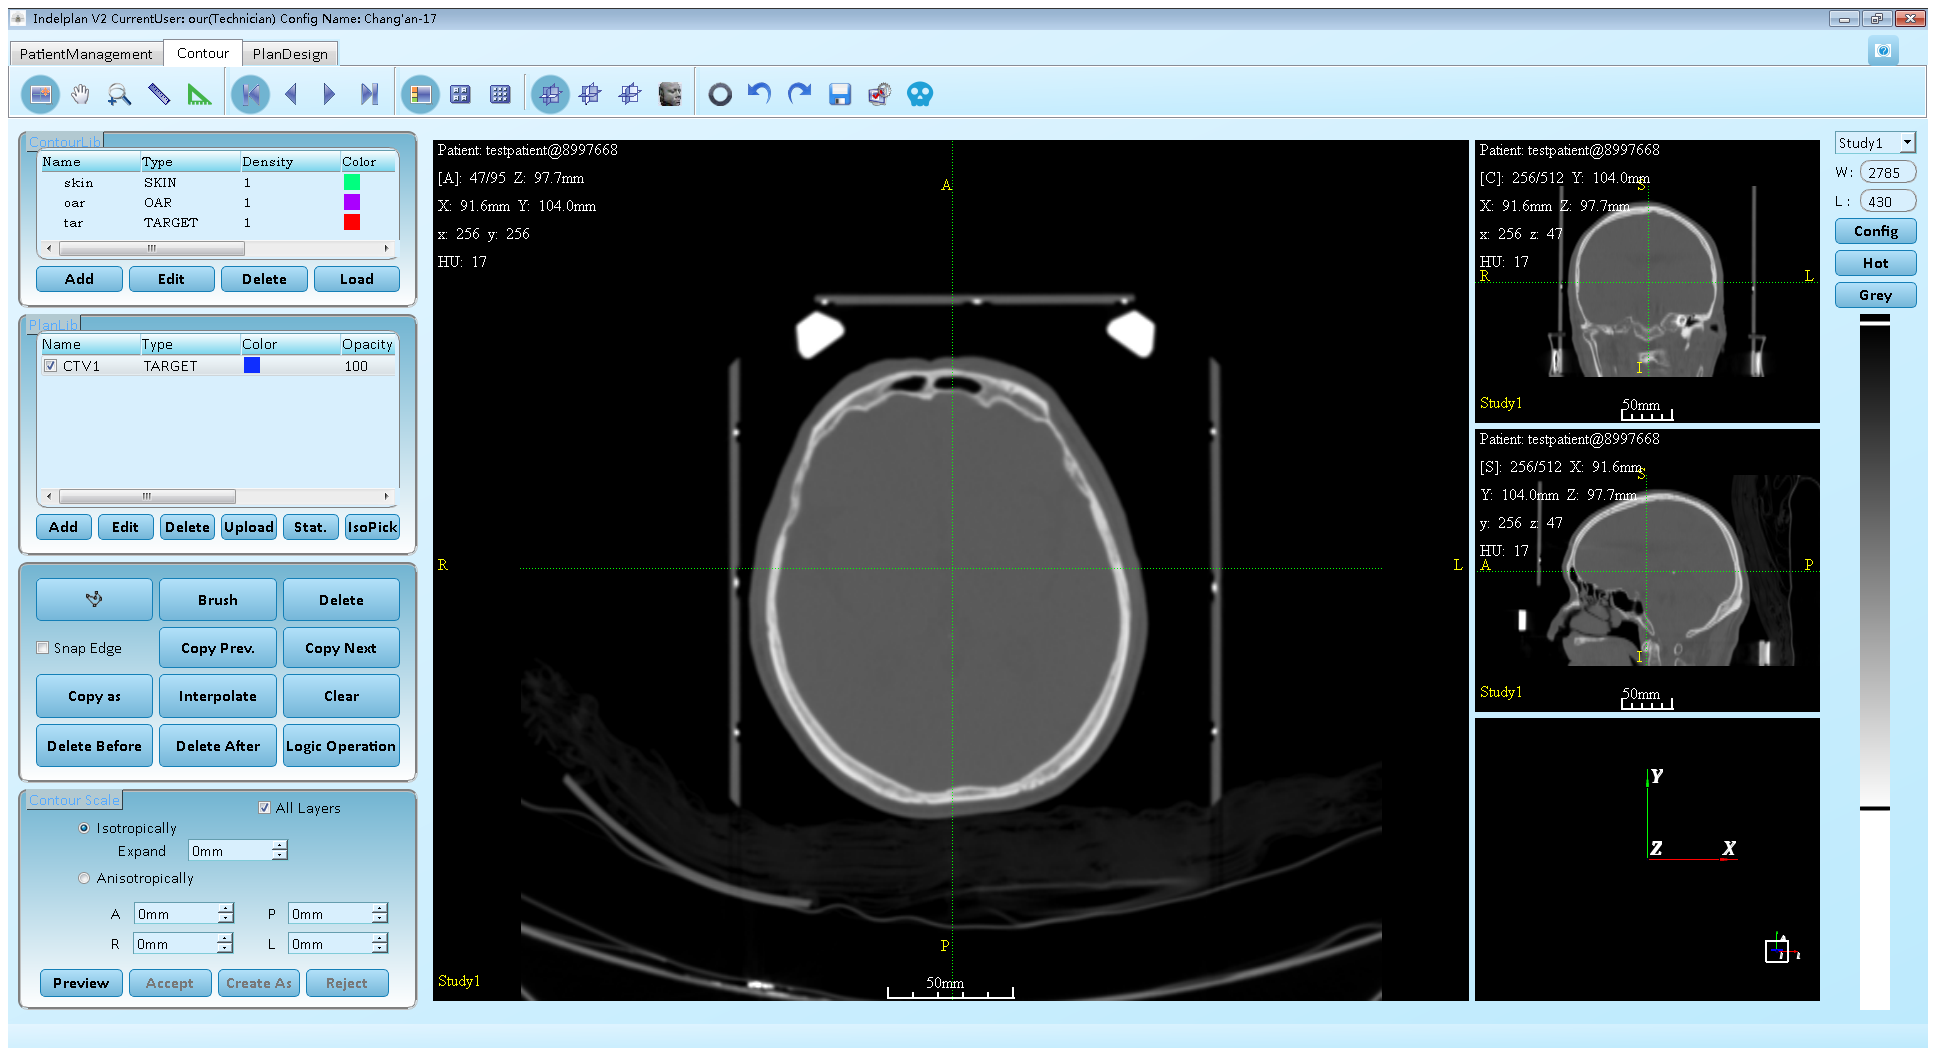 Indelplan V2 CurrentUser: our(Technician) Config Name: Chang'an-17
PatientManagement Contour PlanDesign
ContourLib
Name Type Density Color
skin SKIN 1
oar OAR 1
tar TARGET 1
Add Edit Delete Load
PlanLib
Name Type Color Opacity
CTV1 TARGET 100
Add Edit Delete Upload Stat. IsoPick
Brush Delete
Snap Edge Copy Prev. Copy Next
Copy as Interpolate Clear
Delete Before Delete After Logic Operation
Contour Scale
All Layers
Isotropically
Expand 0mm
Anisotropically
A 0mm P 0mm
R 0mm L 0mm
Preview Accept Create As Reject
Patient: testpatient@8997668
[A]: 47/95 Z: 97.7mm
X: 91.6mm Y: 104.0mm
x: 256 y: 256
HU: 17
A
R
L
P
Study1
50mm
Patient: testpatient@8997668
[C]: 256/512 Y: 104.0mm
S
X: 91.6mm Z: 97.7mm
x: 256 z: 47
HU: 17
R
L
I
Study1
50mm
Patient: testpatient@8997668
[S]: 256/512 X: 91.6mm
S
Y: 104.0mm Z: 97.7mm
y: 256 z: 47
HU: 17
A
P
I
Study1
50mm
Y
Z
X
Study1
W: 2785
L: 430
Config
Hot
Grey